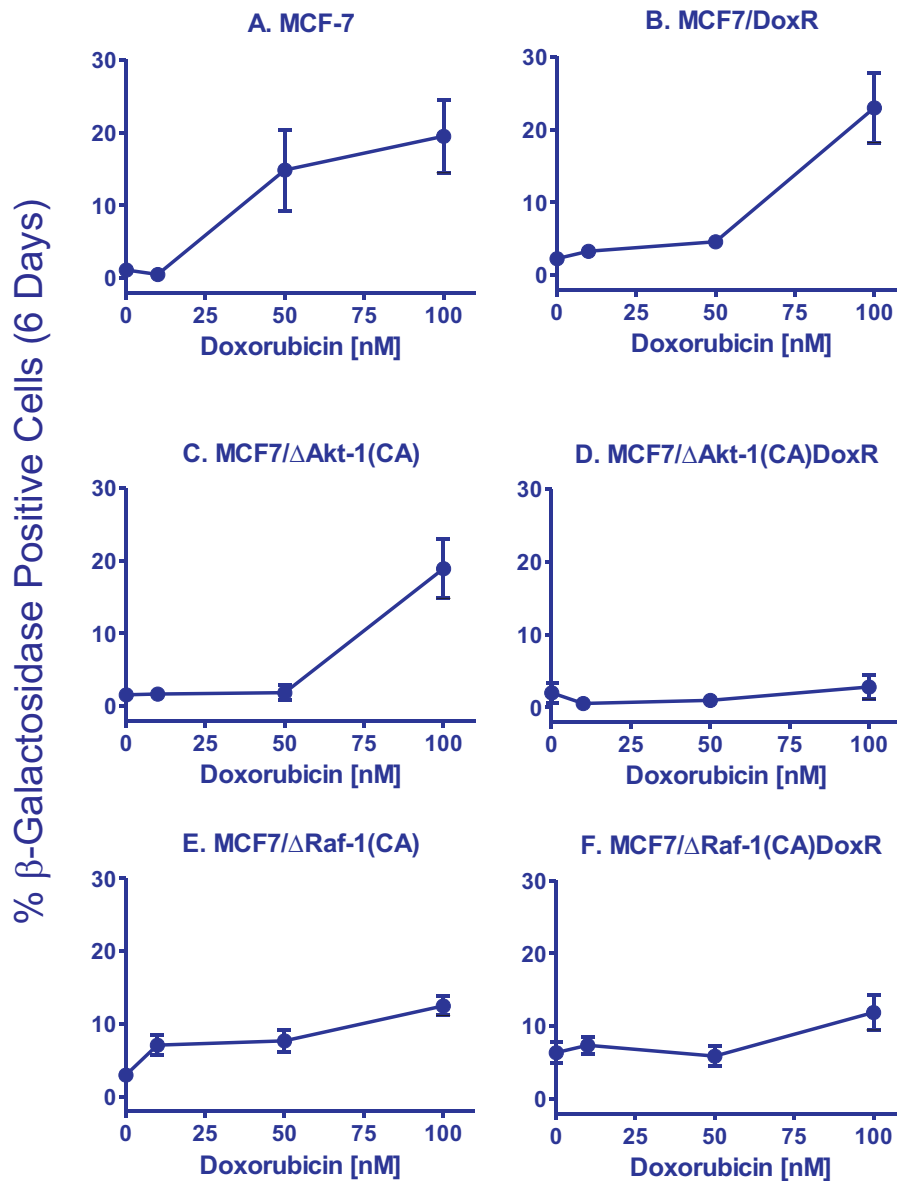 % β-Galactosidase Positive Cells (6 Days)
A. MCF-7
30
20
10
0
0 25 50 75 100
Doxorubicin [nM]
B. MCF7/DoxR
30
20
10
0
0 25 50 75 100
Doxorubicin [nM]
C. MCF7/ΔAkt-1(CA)
30
20
10
0
0 25 50 75 100
Doxorubicin [nM]
D. MCF7/ΔAkt-1(CA)DoxR
30
20
10
0
0 25 50 75 100
Doxorubicin [nM]
E. MCF7/ΔRaf-1(CA)
30
20
10
0
0 25 50 75 100
Doxorubicin [nM]
F. MCF7/ΔRaf-1(CA)DoxR
30
20
10
0
0 25 50 75 100
Doxorubicin [nM]